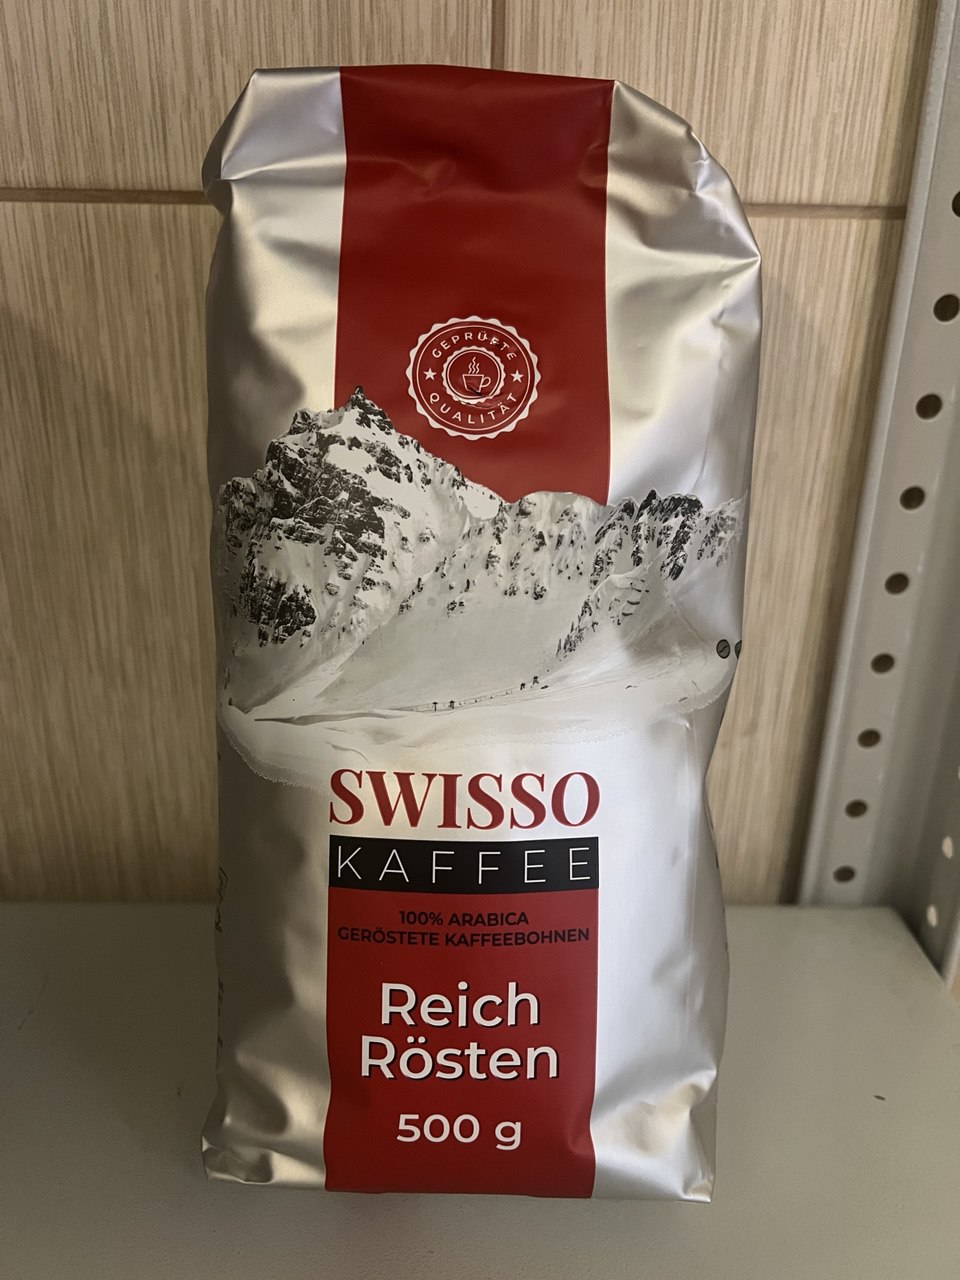 GEPRÜFTE
QUALITÄT
SWISSO
KAFFEE
100% ARABICA
GERÖSTETE KAFFEEBOHNEN
Reich
Rösten
500 g